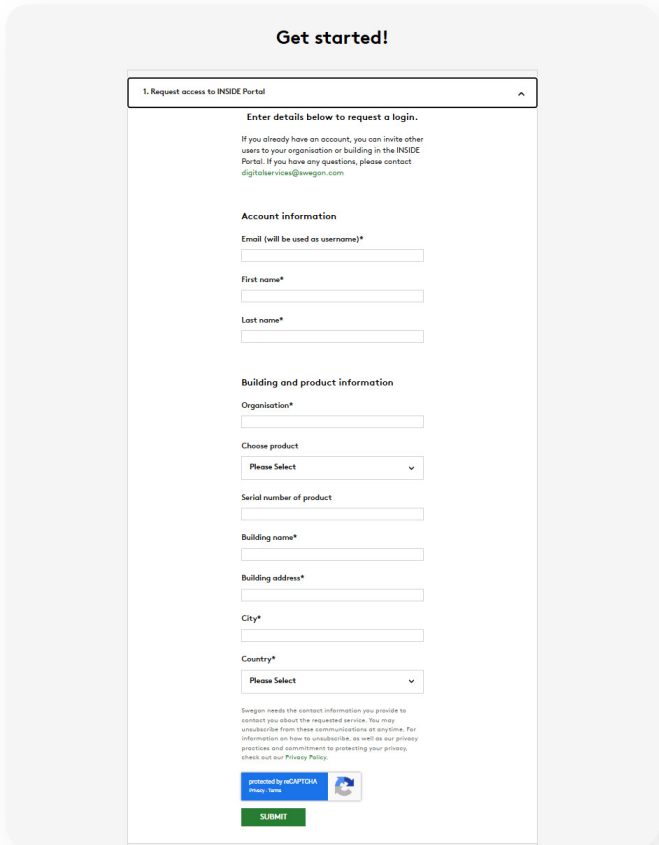 Get started!
1. Request access to INSIDE Portal
Enter details below to request a login.
If you already have an account, you can invite other
users to your organisation or building in the INSIDE
Portal. If you have any questions, please contact
digitalservices@swegon.com
Account information
Email (will be used as username)*
First name*
Last name*
Building and product information
Organisation*
Choose product
Please Select
Serial number of product
Building name*
Building address*
City*
Country*
Please Select
Swegon needs the contact information you provide to
contact you about the requested service. You may
unsubscribe from these communications at anytime. For
information on how to unsubscribe, as well as our privacy
practices and commitment to protecting your privacy,
check out our Privacy Policy.
protected by reCAPTCHA
Privacy - Terms
SUBMIT